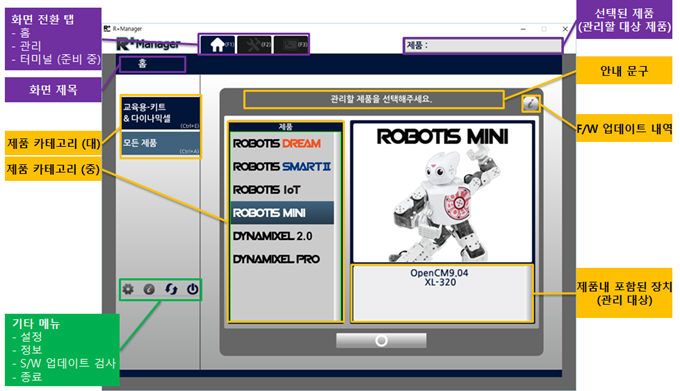 화면 전환 탭
- 홈
- 관리
- 터미널 (준비 중)
화면 제목
제품 카테고리 (대)
제품 카테고리 (중)
기타 메뉴
- 설정
- 정보
- S/W 업데이트 검사
- 종료
R+Manager
R+Manager
(F1)
(F2)
(F3)
제품 :
홈
교육용-키트
& 다이나믹셀
(Ctrl+E)
모든 제품
(Ctrl+A)
관리할 제품을 선택해주세요.
제품
ROBOTIS DREAM
ROBOTIS SMART II
ROBOTIS IoT
ROBOTIS MINI
DYNAMIXEL 2.0
DYNAMIXEL PRO
ROBOTIS MINI
OpenCM9.04
XL-320
선택된 제품
(관리할 대상 제품)
안내 문구
F/W 업데이트 내역
제품내 포함된 장치
(관리 대상)